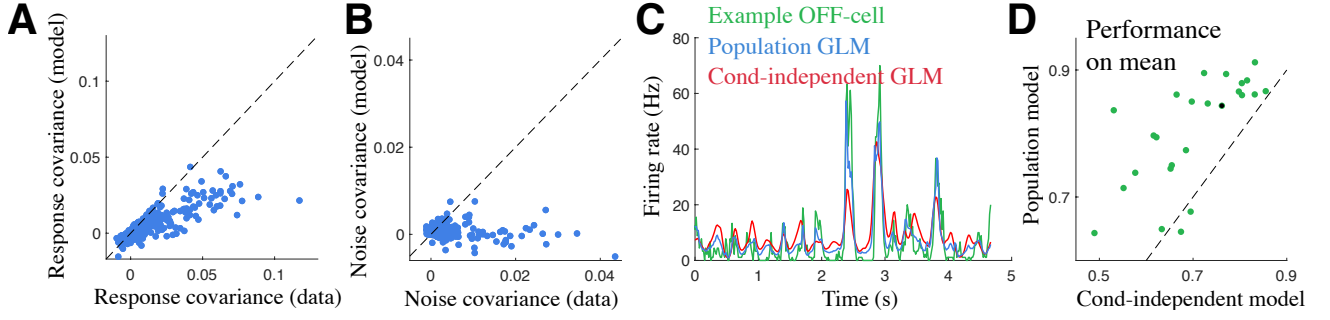 A
Response covariance (model)
0.1
0.05
0
0
0.05
0.1
Response covariance (data)
B
Noise covariance (model)
0.04
0.02
0
0
0.02
0.04
Noise covariance (data)
C
Example OFF-cell
Population GLM
Cond-independent GLM
Firing rate (Hz)
80
60
40
20
0
0
1
2
3
4
5
Time (s)
D
Performance
on mean
Population model
0.9
0.7
0.5
0.7
0.9
Cond-independent model